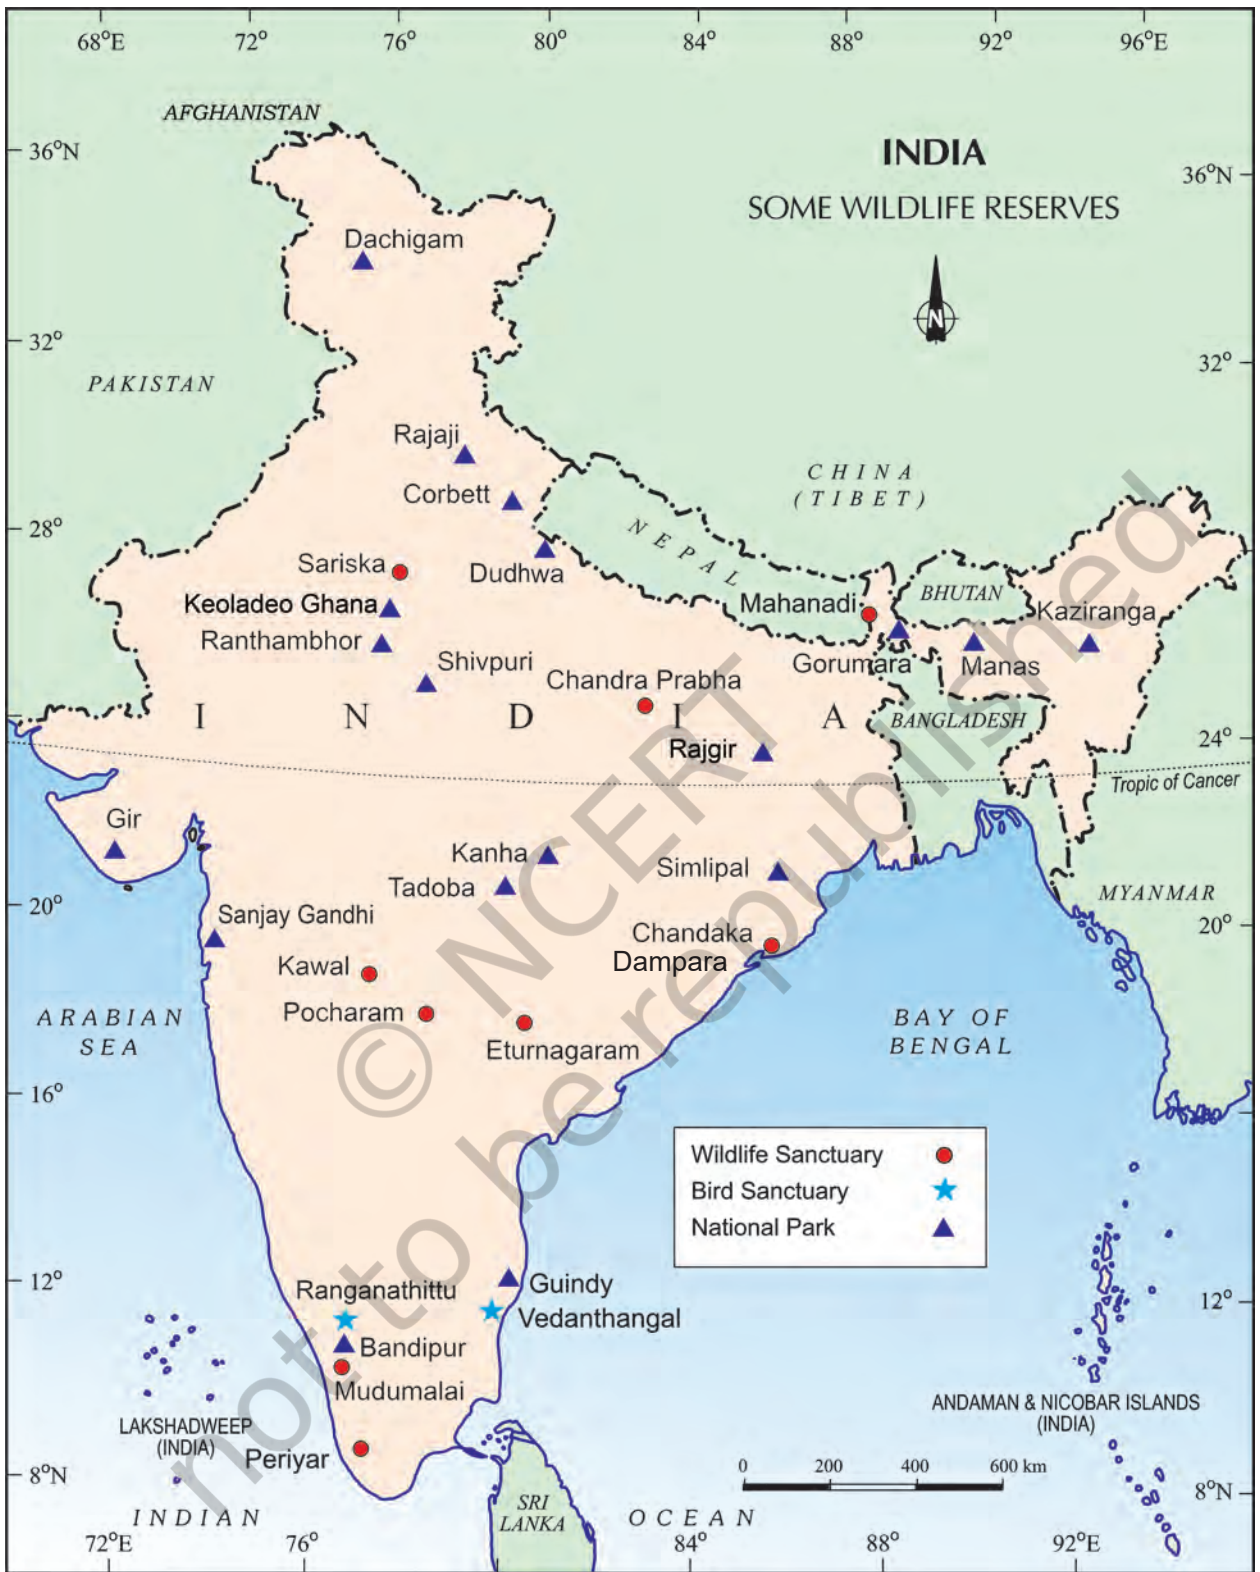 68°E 72° 76° 80° 84° 88° 92° 96°E
AFGHANISTAN
36°N
INDIA
36°N
SOME WILDLIFE RESERVES
Dachigam
N
32°
32°
PAKISTAN
Rajaji
CHINA
(TIBET)
Corbett
28°
NEPAL
Sariska
Dudhwa
BHUTAN
Keoladeo Ghana
Mahanadi
Kaziranga
Ranthambhor
Shivpuri
Gorumara
Manas
Chandra Prabha
INDIA
BANGLADESH
24°
Rajgir
Tropic of Cancer
Gir
Kanha
Simlipal
Tadoba
MYANMAR
20°
Sanjay Gandhi
20°
Chandaka
Dampara
Kawal
Pocharam
ARABIAN
SEA
BAY OF
BENGAL
Eturnagaram
16°
Wildlife Sanctuary
Bird Sanctuary
National Park
12°
Ranganathittu
Guindy
12°
Vedanthangal
Bandipur
Mudumalai
LAKSHADWEEP
(INDIA)
ANDAMAN & NICOBAR ISLANDS
(INDIA)
Periyar
8°N
0 200 400 600 km
8°N
SRI
LANKA
INDIAN OCEAN
72°E 76° 84° 88° 92°E
© NCERT
not to be republished